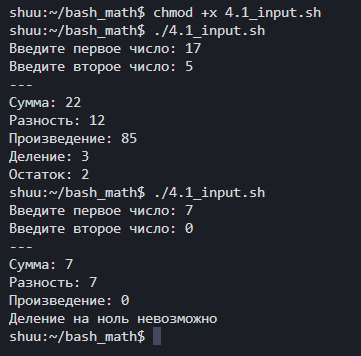 shuu:~/bash_math$ chmod +x 4.1_input.sh
shuu:~/bash_math$ ./4.1_input.sh
Введите первое число: 17
Введите второе число: 5
---
Сумма: 22
Разность: 12
Произведение: 85
Деление: 3
Остаток: 2
shuu:~/bash_math$ ./4.1_input.sh
Введите первое число: 7
Введите второе число: 0
---
Сумма: 7
Разность: 7
Произведение: 0
Деление на ноль невозможно
shuu:~/bash_math$